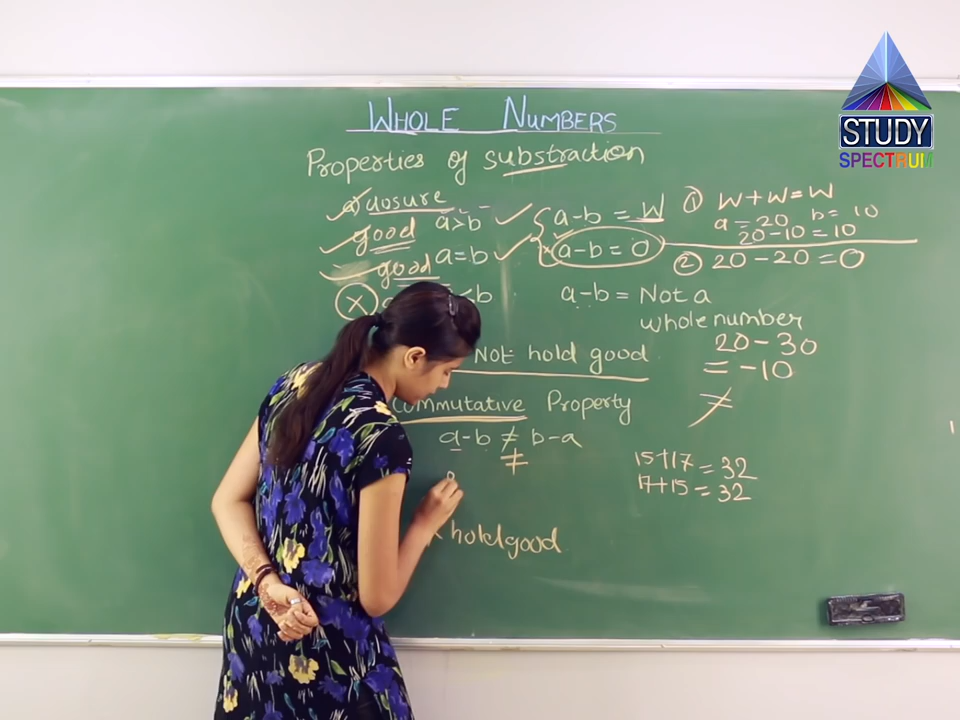 WHOLE NUMBERS
STUDY
SPECTRUM
Properties of substraction
a) closure
good a>b
a-b = W
① W+W=W
a=20 b=10
20-10=10
good a=b
a-b=0
② 20-20=0
good
a-b = Not a
whole number
20-30
= -10
≠
Not hold good
Commutative Property
a-b ≠ b-a
≠
15+17 = 32
17+15 = 32
hold good